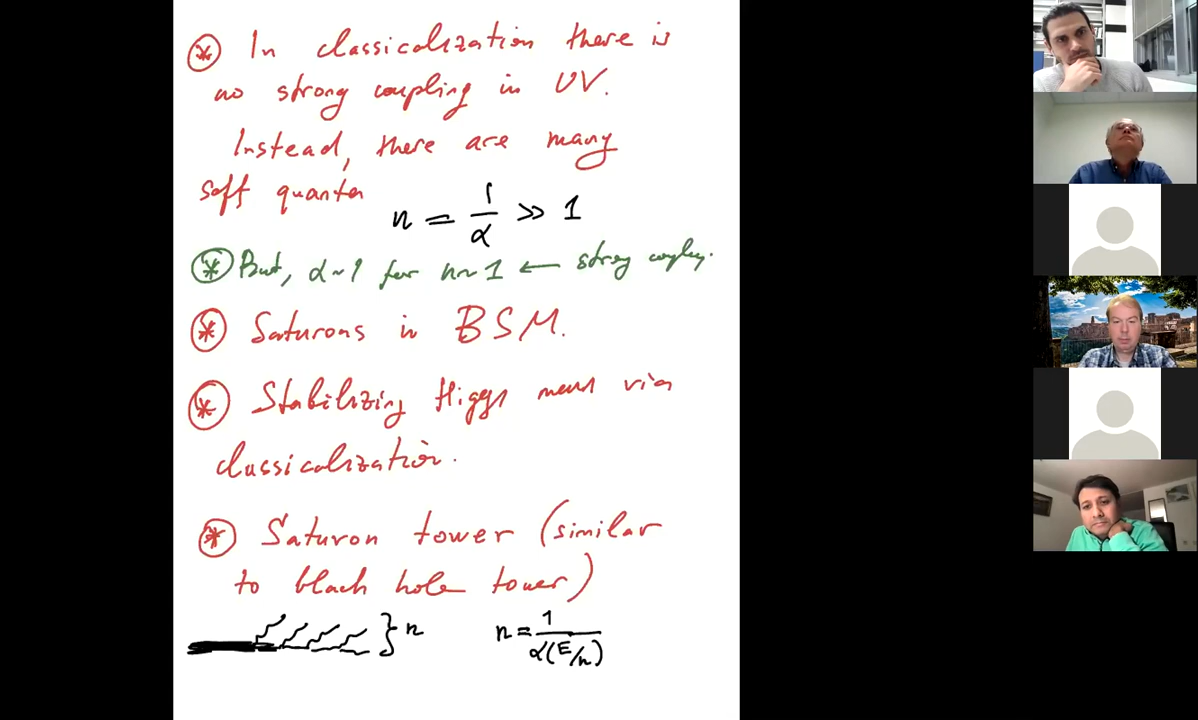 ⊛ In classicalization there is
no strong coupling in UV.
Instead, there are many
soft quanta n = 1/α ≫ 1
⊛ But, α~1 for n~1 ← strong coupling.
⊛ Saturons in BSM.
⊛ Stabilizing Higgs mass via
classicalization.
⊛ Saturon tower (similar
to black hole tower)
} n n = 1/α(E/n)